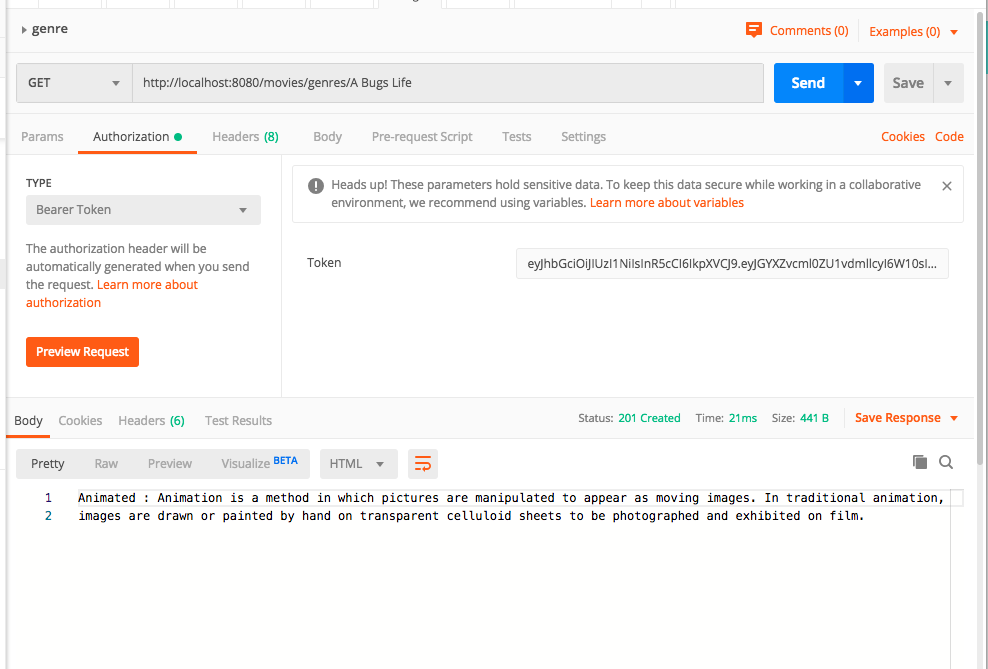 genre
Comments (0)
Examples (0)
GET
http://localhost:8080/movies/genres/A Bugs Life
Send
Save
Params
Authorization
Headers (8)
Body
Pre-request Script
Tests
Settings
Cookies
Code
TYPE
Bearer Token
The authorization header will be
automatically generated when you send
the request. Learn more about
authorization
Preview Request
Heads up! These parameters hold sensitive data. To keep this data secure while working in a collaborative
environment, we recommend using variables. Learn more about variables
Token
Body
Cookies
Headers (6)
Test Results
Status: 201 Created
Time: 21ms
Size: 441 B
Save Response
Pretty
Raw
Preview
Visualize BETA
HTML
1 Animated : Animation is a method in which pictures are manipulated to appear as moving images. In traditional animation,
2 images are drawn or painted by hand on transparent celluloid sheets to be photographed and exhibited on film.